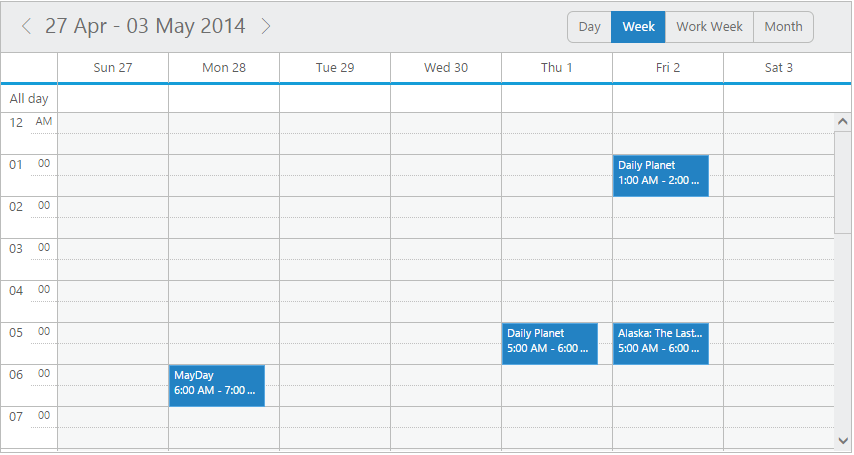 27 Apr - 03 May 2014
Day Week Work Week Month
Sun 27 Mon 28 Tue 29 Wed 30 Thu 1 Fri 2 Sat 3
All day
12 AM
01 00
Daily Planet
1:00 AM - 2:00 ...
02 00
03 00
04 00
05 00
Daily Planet
5:00 AM - 6:00 ...
Alaska: The Last...
5:00 AM - 6:00 ...
06 00
MayDay
6:00 AM - 7:00 ...
07 00